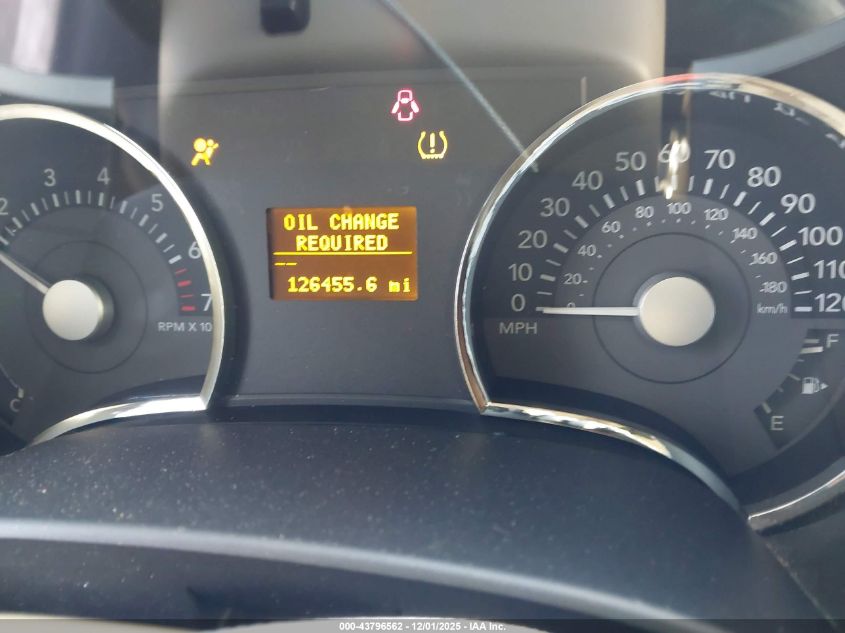 OIL CHANGE
REQUIRED
--
126455.6 mi
2 3 4 5 6 7
RPM X 10
C
0 10 20 30 40 50 60 70 80 90 100 110 120
0 20 40 60 80 100 120 140 160 180
MPH
km/h
F
E
000-43796562 | 12/01/2025 - IAA Inc.